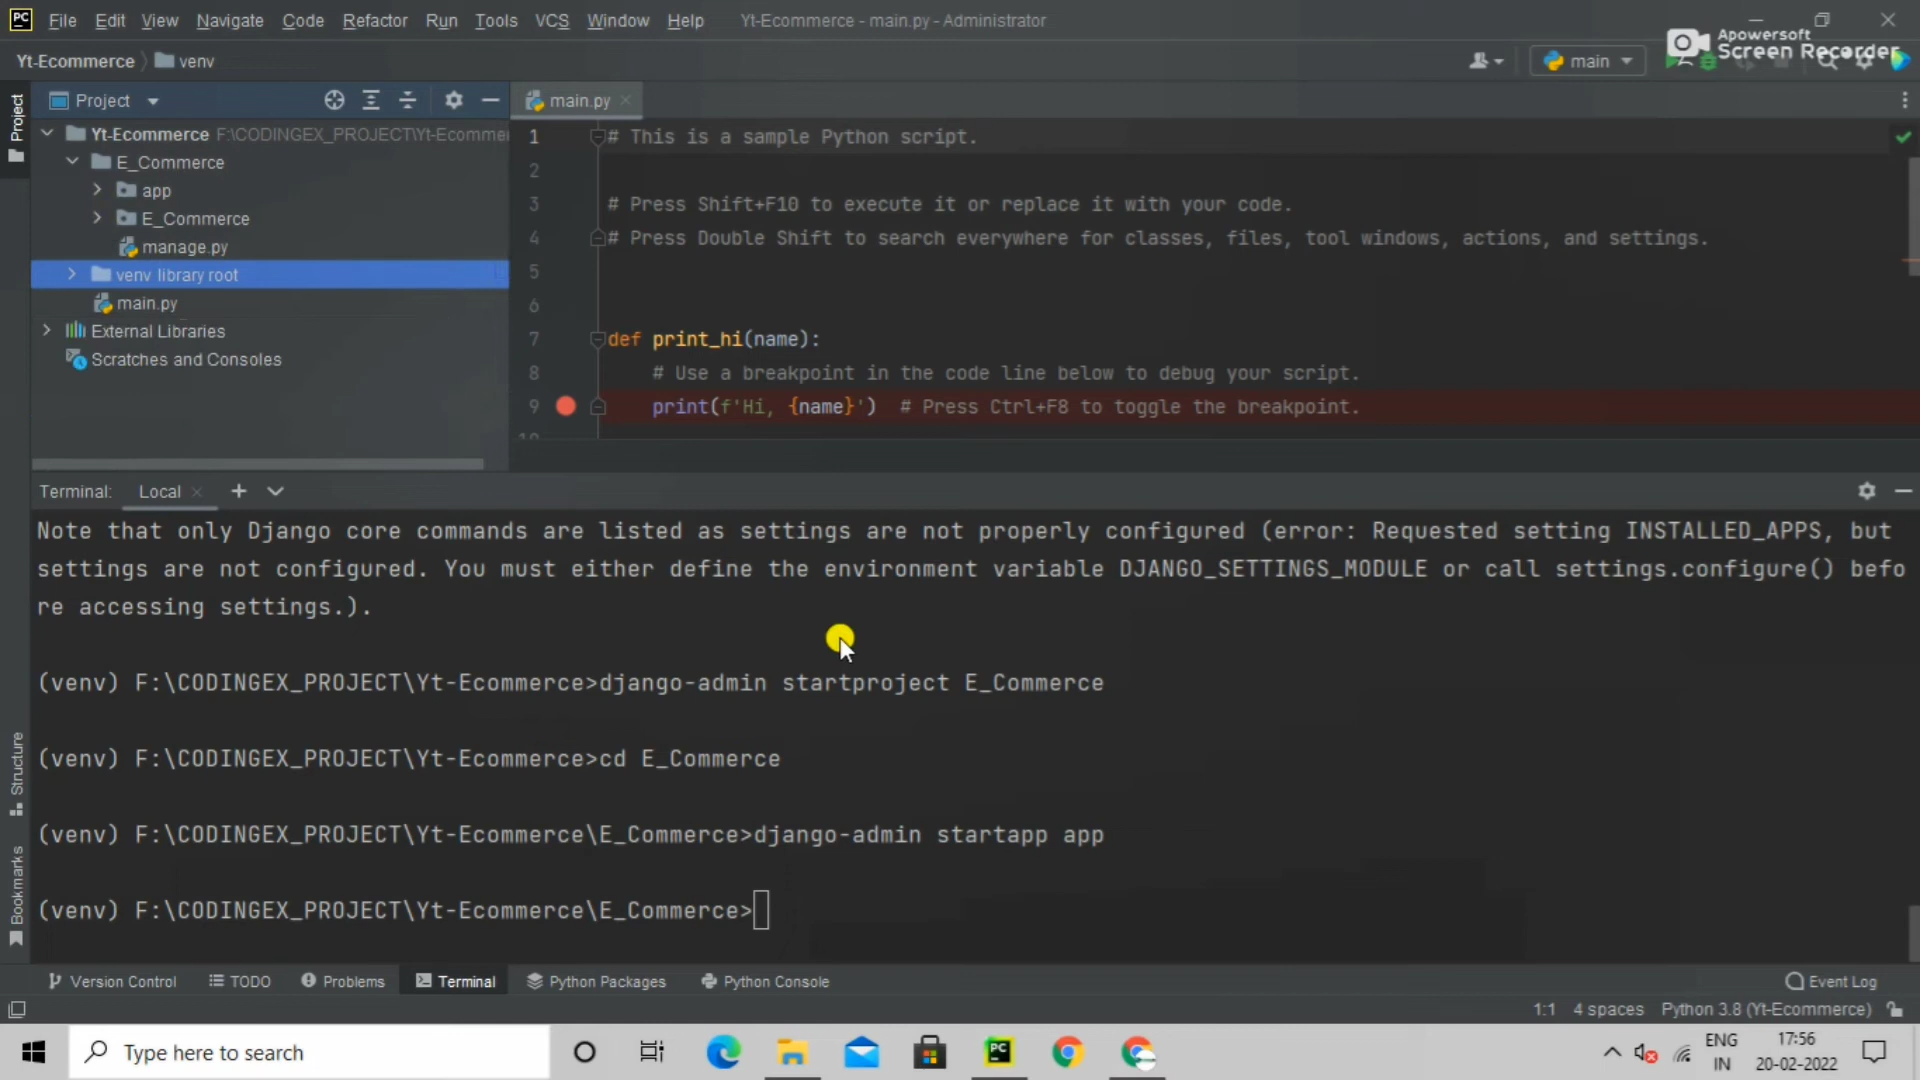 PC File Edit View Navigate Code Refactor Run Tools VCS Window Help Yt-Ecommerce - main.py - Administrator
Apowersoft
Screen Recorder
Yt-Ecommerce venv main
Project main.py
Project
Yt-Ecommerce F:\CODINGEX_PROJECT\Yt-Ecommer
E_Commerce
app
E_Commerce
manage.py
venv library root
main.py
External Libraries
Scratches and Consoles
1 # This is a sample Python script.
2
3 # Press Shift+F10 to execute it or replace it with your code.
4 # Press Double Shift to search everywhere for classes, files, tool windows, actions, and settings.
5
6
7 def print_hi(name):
8 # Use a breakpoint in the code line below to debug your script.
9 print(f'Hi, {name}') # Press Ctrl+F8 to toggle the breakpoint.
10
Terminal: Local
Note that only Django core commands are listed as settings are not properly configured (error: Requested setting INSTALLED_APPS, but
settings are not configured. You must either define the environment variable DJANGO_SETTINGS_MODULE or call settings.configure() befo
re accessing settings.).
(venv) F:\CODINGEX_PROJECT\Yt-Ecommerce>django-admin startproject E_Commerce
(venv) F:\CODINGEX_PROJECT\Yt-Ecommerce>cd E_Commerce
(venv) F:\CODINGEX_PROJECT\Yt-Ecommerce\E_Commerce>django-admin startapp app
(venv) F:\CODINGEX_PROJECT\Yt-Ecommerce\E_Commerce>
Structure
Bookmarks
Version Control TODO Problems Terminal Python Packages Python Console Event Log
1:1 4 spaces Python 3.8 (Yt-Ecommerce)
Type here to search
PC
ENG
IN
17:56
20-02-2022